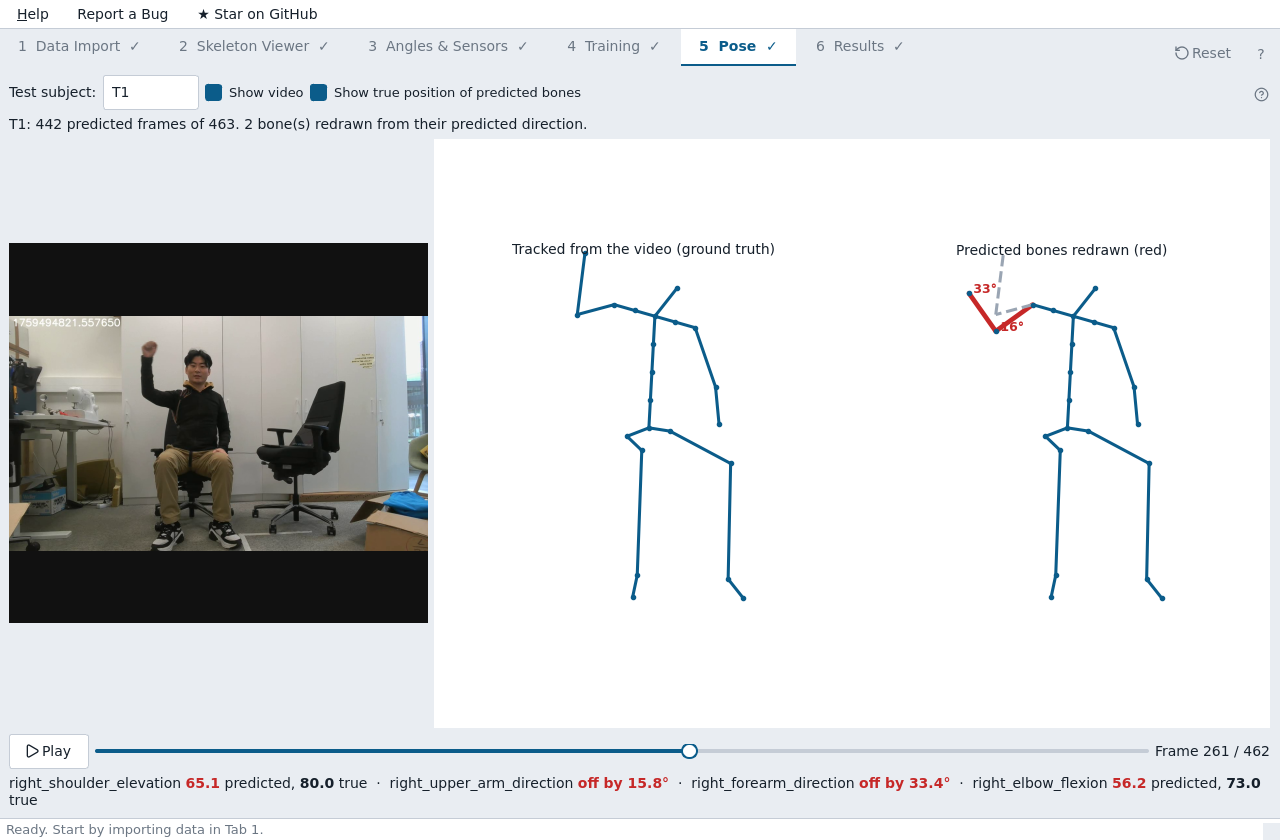 Help Report a Bug ★ Star on GitHub
1 Data Import ✓ 2 Skeleton Viewer ✓ 3 Angles & Sensors ✓ 4 Training ✓ 5 Pose ✓ 6 Results ✓ Reset ?
Test subject: T1 Show video Show true position of predicted bones
T1: 442 predicted frames of 463. 2 bone(s) redrawn from their predicted direction.
Tracked from the video (ground truth) Predicted bones redrawn (red)
33°
16°
1759494821.557650
Play Frame 261 / 462
right_shoulder_elevation 65.1 predicted, 80.0 true · right_upper_arm_direction off by 15.8° · right_forearm_direction off by 33.4° · right_elbow_flexion 56.2 predicted, 73.0
true
Ready. Start by importing data in Tab 1.